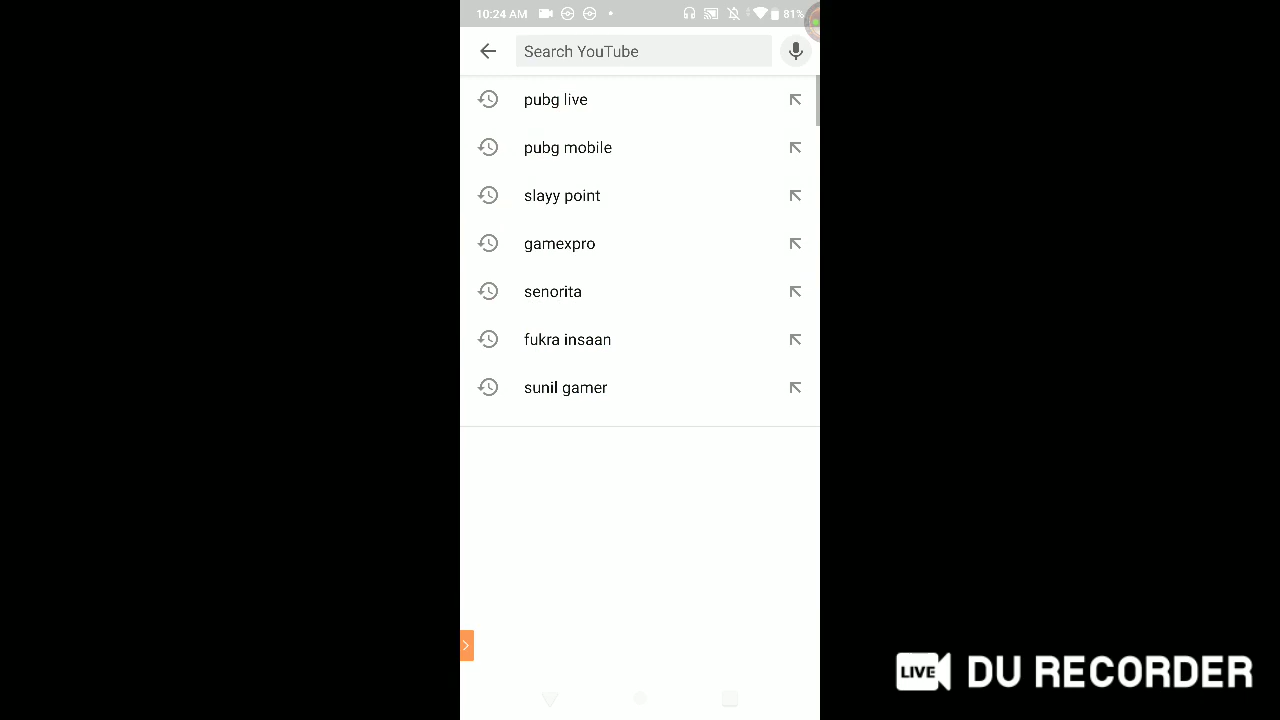 10:24 AM
81%
Search YouTube
pubg live
pubg mobile
slayy point
gamexpro
senorita
fukra insaan
sunil gamer
LIVE DU RECORDER